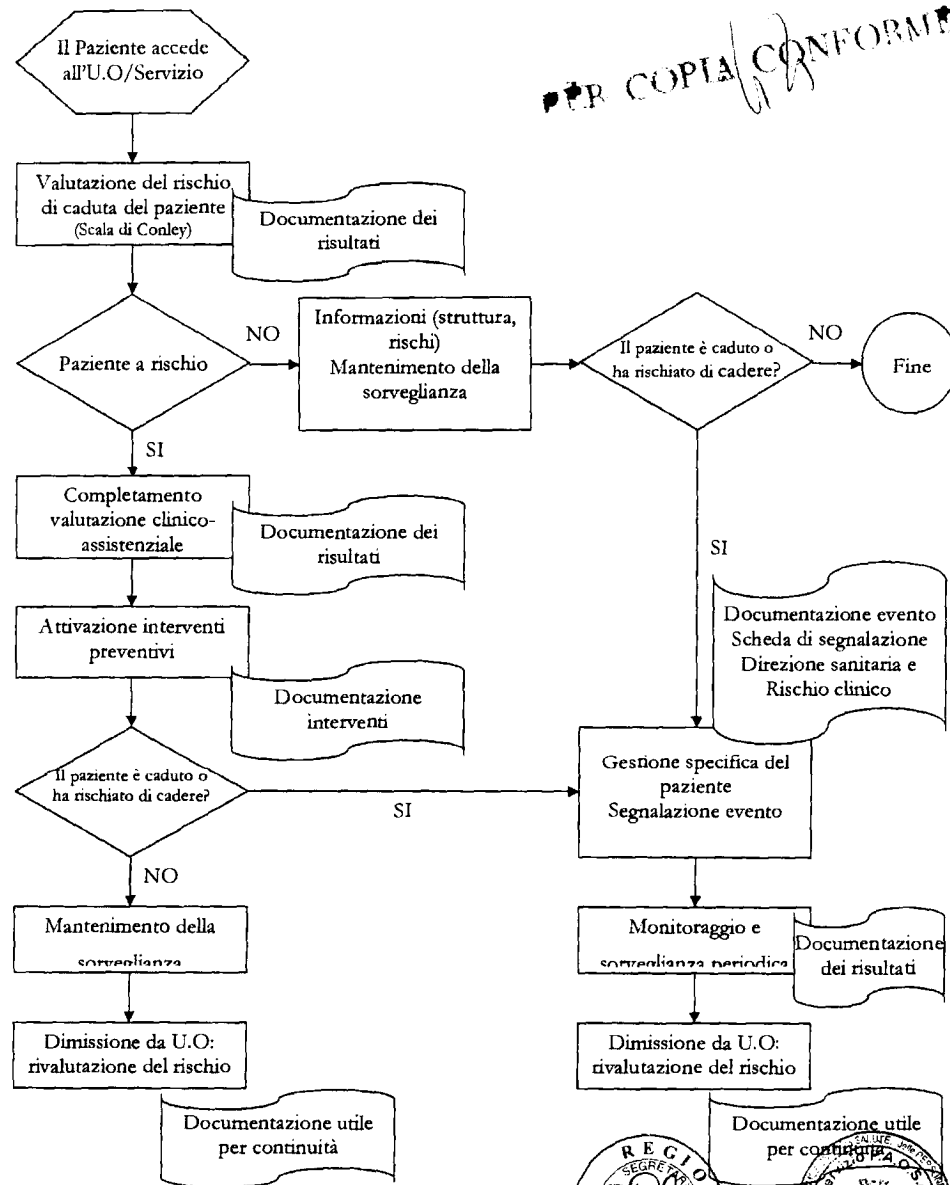 PER COPIA CONFORME
Il Paziente accede
all'U.O/Servizio
Valutazione del rischio
di caduta del paziente
(Scala di Conley)
Documentazione dei
risultati
Paziente a rischio
NO
Informazioni (struttura,
rischi)
Mantenimento della
sorveglianza
Il paziente è caduto o
ha rischiato di cadere?
NO
Fine
SI
Completamento
valutazione clinico-
assistenziale
Documentazione dei
risultati
SI
Attivazione interventi
preventivi
Documentazione
interventi
Documentazione evento
Scheda di segnalazione
Direzione sanitaria e
Rischio clinico
Il paziente è caduto o
ha rischiato di cadere?
SI
Gestione specifica del
paziente
Segnalazione evento
NO
Mantenimento della
sorveglianza
Monitoraggio e
sorveglianza periodica
Documentazione
dei risultati
Dimissione da U.O:
rivalutazione del rischio
Dimissione da U.O:
rivalutazione del rischio
Documentazione utile
per continuità
Documentazione utile
per continuità